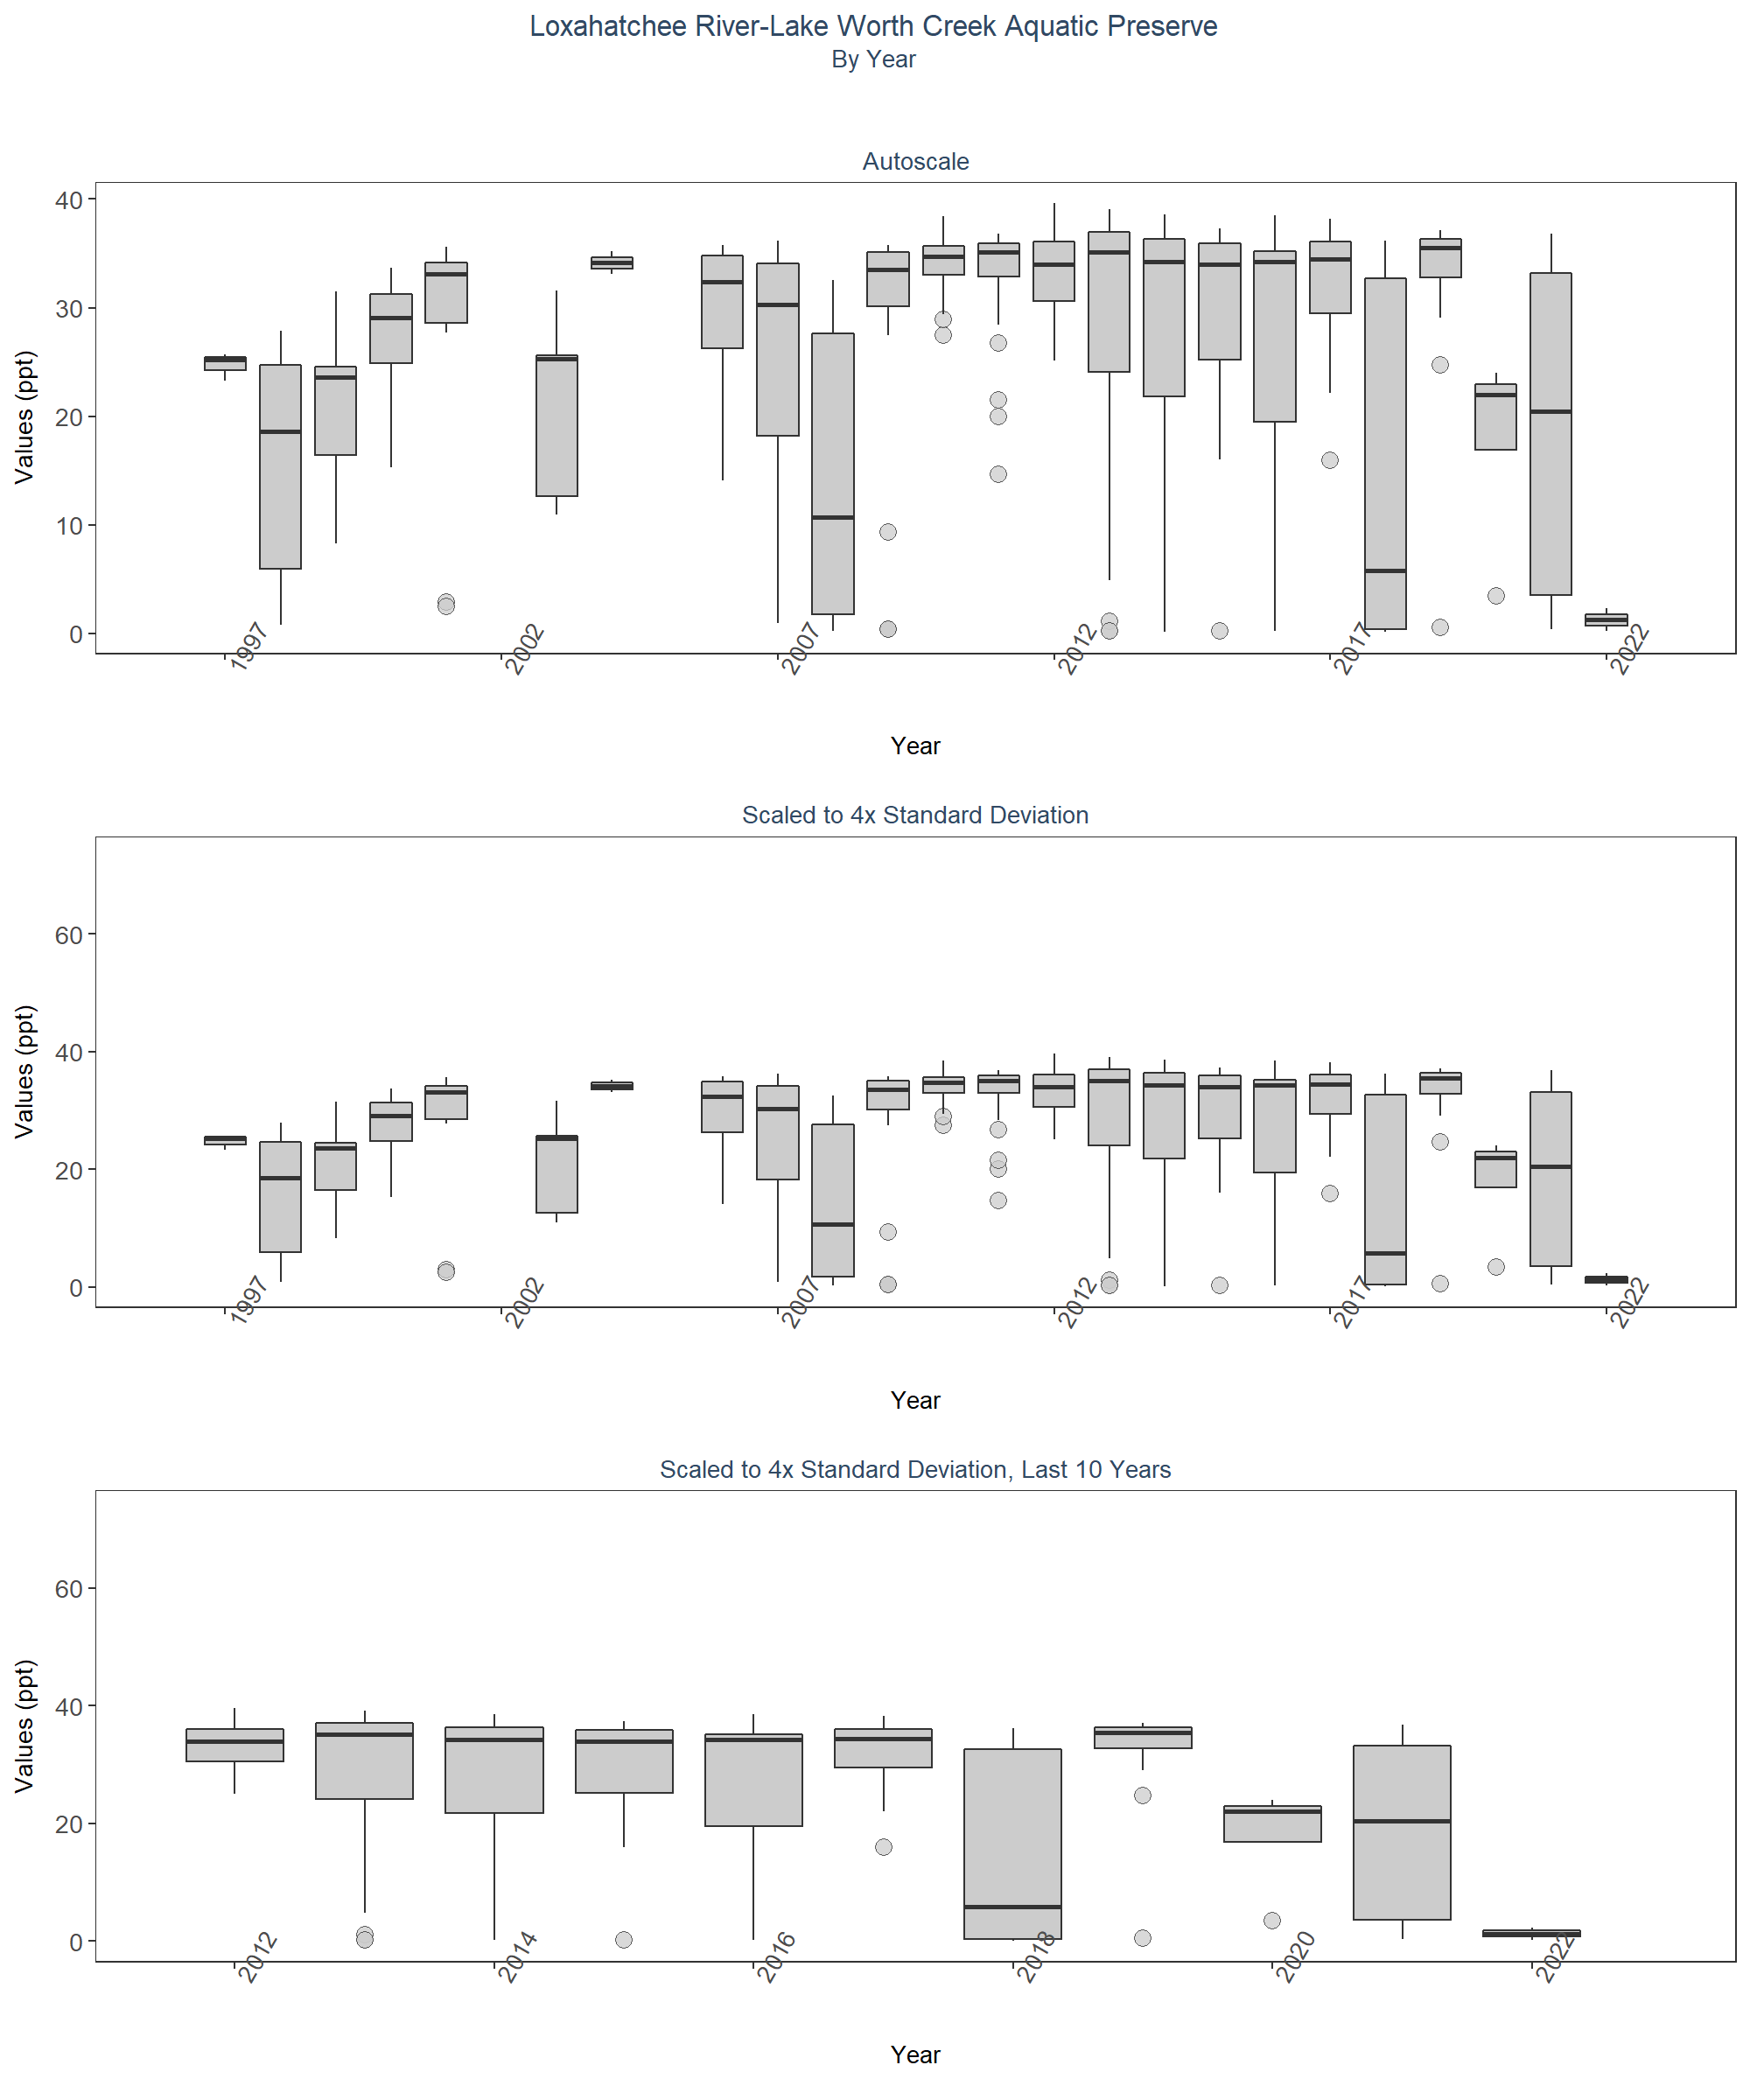 Loxahatchee River-Lake Worth Creek Aquatic Preserve
By Year
Autoscale
Values (ppt)
40
30
20
10
0
1997 2002 2007 2012 2017 2022
Year
Scaled to 4x Standard Deviation
Values (ppt)
60
40
20
0
1997 2002 2007 2012 2017 2022
Year
Scaled to 4x Standard Deviation, Last 10 Years
Values (ppt)
60
40
20
0
2012 2014 2016 2018 2020 2022
Year